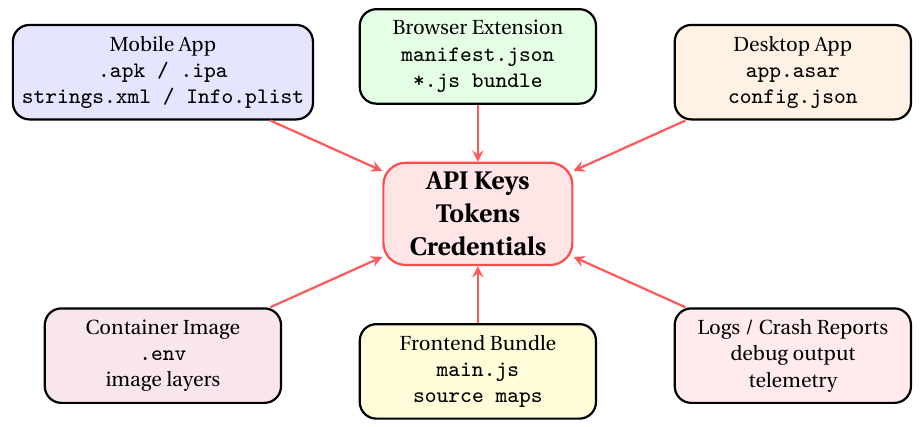 Mobile App
.apk / .ipa
strings.xml / Info.plist
Browser Extension
manifest.json
*.js bundle
Desktop App
app.asar
config.json
API Keys
Tokens
Credentials
Container Image
.env
image layers
Frontend Bundle
main.js
source maps
Logs / Crash Reports
debug output
telemetry